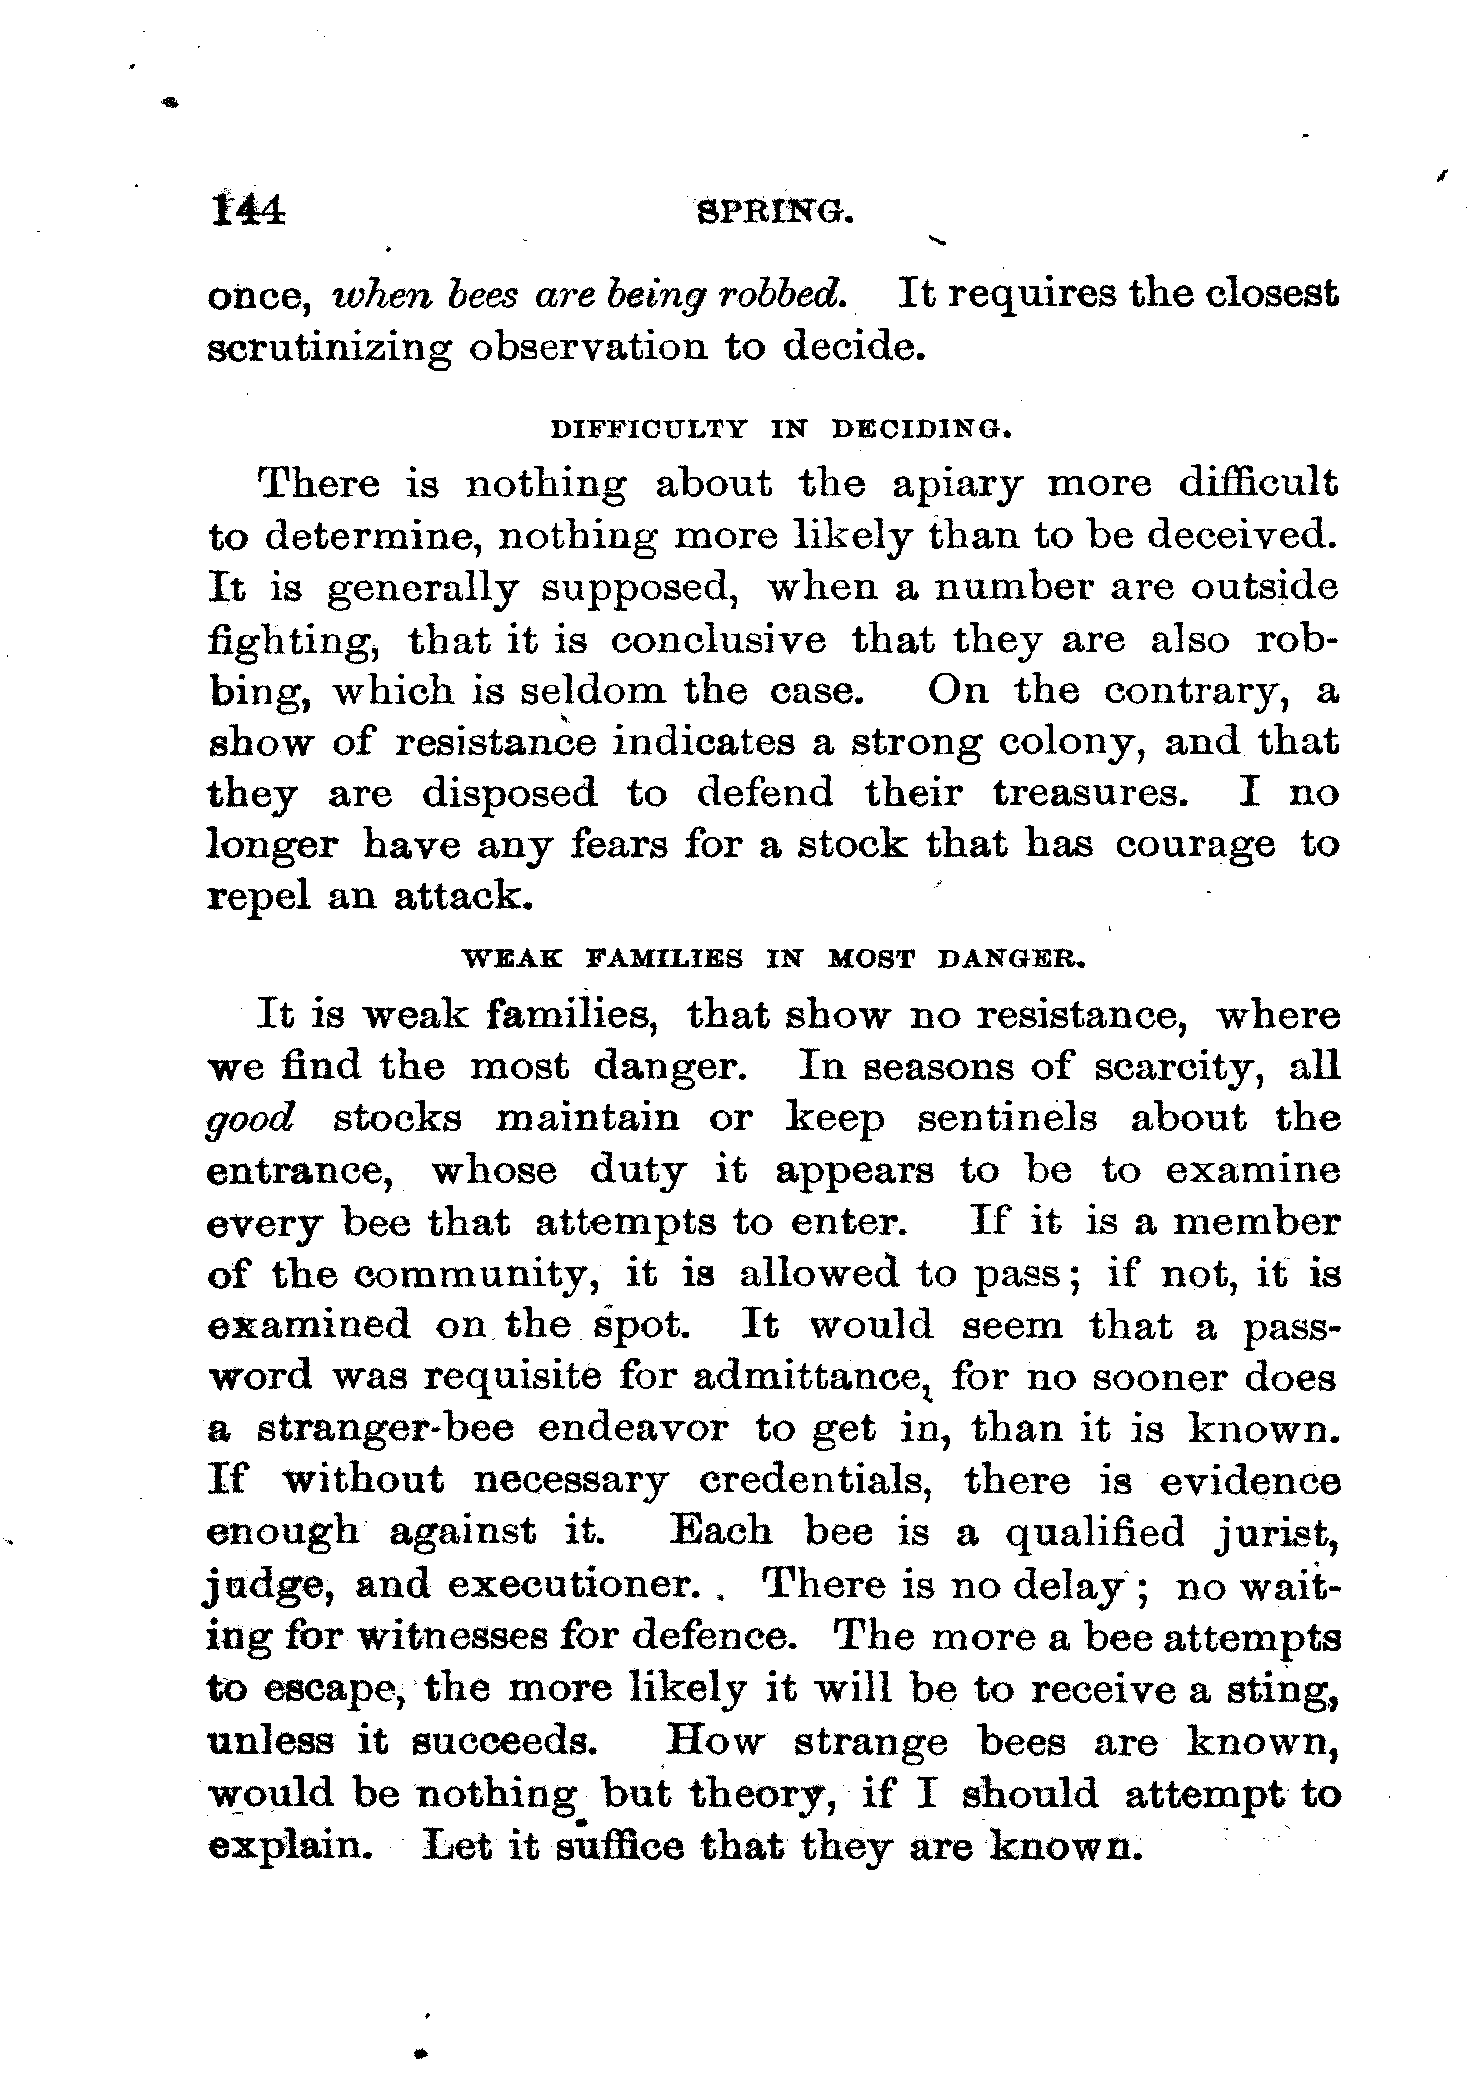 144 SPRING.
once, when bees are being robbed. It requires the closest
scrutinizing observation to decide.
DIFFICULTY IN DECIDING.
There is nothing about the apiary more difficult
to determine, nothing more likely than to be deceived.
It is generally supposed, when a number are outside
fighting, that it is conclusive that they are also rob-
bing, which is seldom the case. On the contrary, a
show of resistance indicates a strong colony, and that
they are disposed to defend their treasures. I no
longer have any fears for a stock that has courage to
repel an attack.
WEAK FAMILIES IN MOST DANGER.
It is weak families, that show no resistance, where
we find the most danger. In seasons of scarcity, all
good stocks maintain or keep sentinels about the
entrance, whose duty it appears to be to examine
every bee that attempts to enter. If it is a member
of the community, it is allowed to pass; if not, it is
examined on the spot. It would seem that a pass-
word was requisite for admittance, for no sooner does
a stranger-bee endeavor to get in, than it is known.
If without necessary credentials, there is evidence
enough against it. Each bee is a qualified jurist,
judge, and executioner. There is no delay; no wait-
ing for witnesses for defence. The more a bee attempts
to escape, the more likely it will be to receive a sting,
unless it succeeds. How strange bees are known,
would be nothing but theory, if I should attempt to
explain. Let it suffice that they are known.